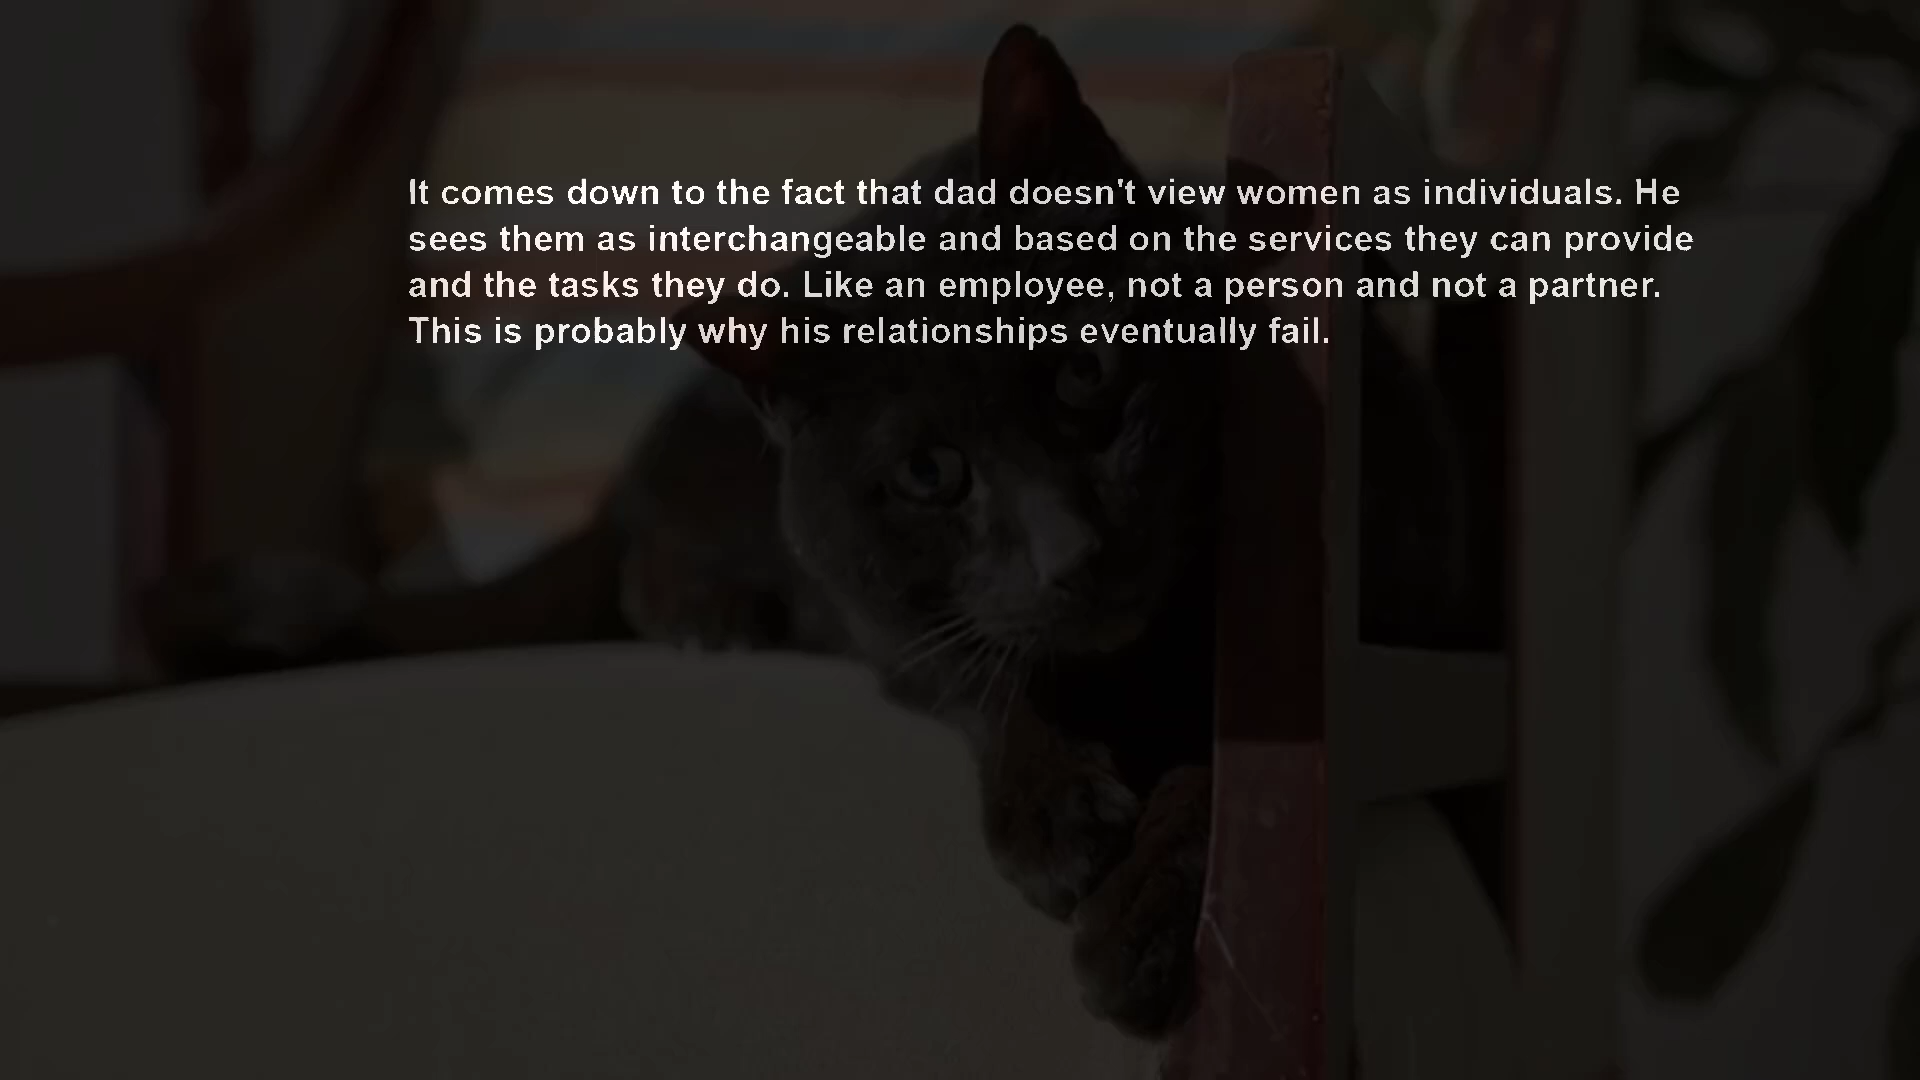 It comes down to the fact that dad doesn't view women as individuals. He
sees them as interchangeable and based on the services they can provide
and the tasks they do. Like an employee, not a person and not a partner.
This is probably why his relationships eventually fail.